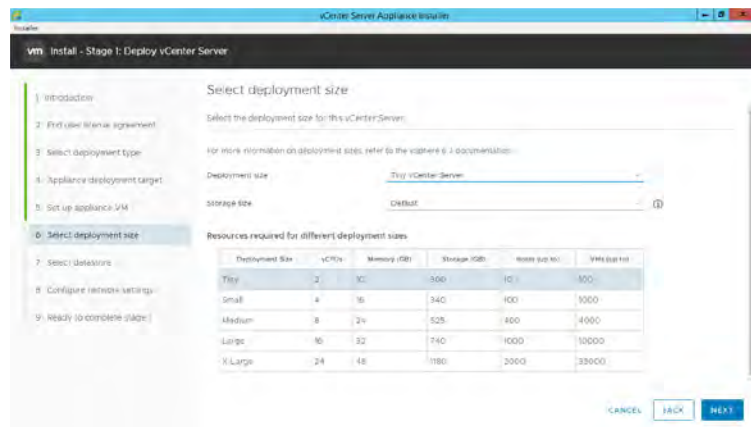 vCenter Server Appliance Installer
Installer
vm Install - Stage 1: Deploy vCenter Server
1 Introduction
2 End user license agreement
3 Select deployment type
4 Appliance deployment target
5 Set up appliance VM
6 Select deployment size
7 Select datastore
8 Configure network settings
9 Ready to complete stage 1
Select deployment size
Select the deployment size for this vCenter Server.
For more information on deployment sizes, refer to the vSphere documentation.
Deployment size Tiny vCenter Server
Storage size Default
Resources required for different deployment sizes
Deployment Size vCPUs Memory (GB) Storage (GB) Hosts (up to) VMs (up to)
Tiny 2 10 300 10 100
Small 4 16 340 100 1000
Medium 8 24 525 400 4000
Large 16 32 740 1000 10000
X-Large 24 48 1180 2000 35000
CANCEL BACK NEXT